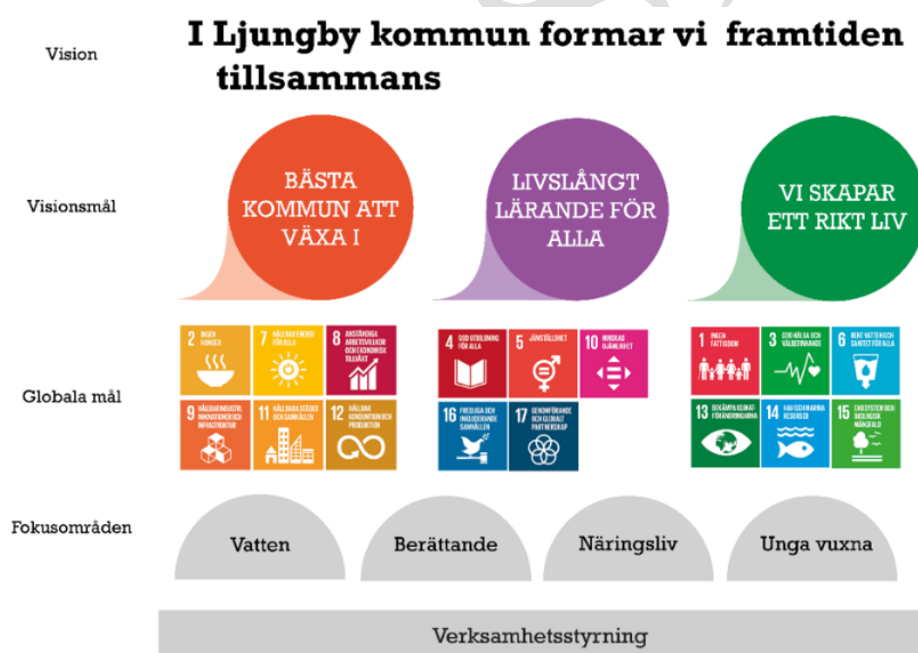 Vision
I Ljungby kommun formar vi framtiden
tillsammans
Visionsmål
BÄSTA
KOMMUN ATT
VÄXA I
LIVSLÅNGT
LÄRANDE FÖR
ALLA
VI SKAPAR
ETT RIKT LIV
Globala mål
2 INGEN
HUNGER
7 HÅLLBAR ENERGI
FÖR ALLA
8 ANSTÄNDIGA
ARBETSVILLKOR
OCH EKONOMISK
TILLVÄXT
9 HÅLLBAR INDUSTRI,
INNOVATIONER OCH
INFRASTRUKTUR
11 HÅLLBARA STÄDER
OCH SAMHÄLLEN
12 HÅLLBAR
KONSUMTION OCH
PRODUKTION
4 GOD UTBILDNING
FÖR ALLA
5 JÄMSTÄLLDHET
10 MINSKAD
OJÄMLIKHET
16 FREDLIGA OCH
INKLUDERANDE
SAMHÄLLEN
17 GENOMFÖRANDE
OCH GLOBALT
PARTNERSKAP
1 INGEN
FATTIGDOM
3 GOD HÄLSA OCH
VÄLBEFINNANDE
6 RENT VATTEN OCH
SANITET FÖR ALLA
13 BEKÄMPA KLIMAT-
FÖRÄNDRINGARNA
14 HAV OCH MARINA
RESURSER
15 EKOSYSTEM OCH
BIOLOGISK
MÅNGFALD
Fokusområden
Vatten
Berättande
Näringsliv
Unga vuxna
Verksamhetsstyrning